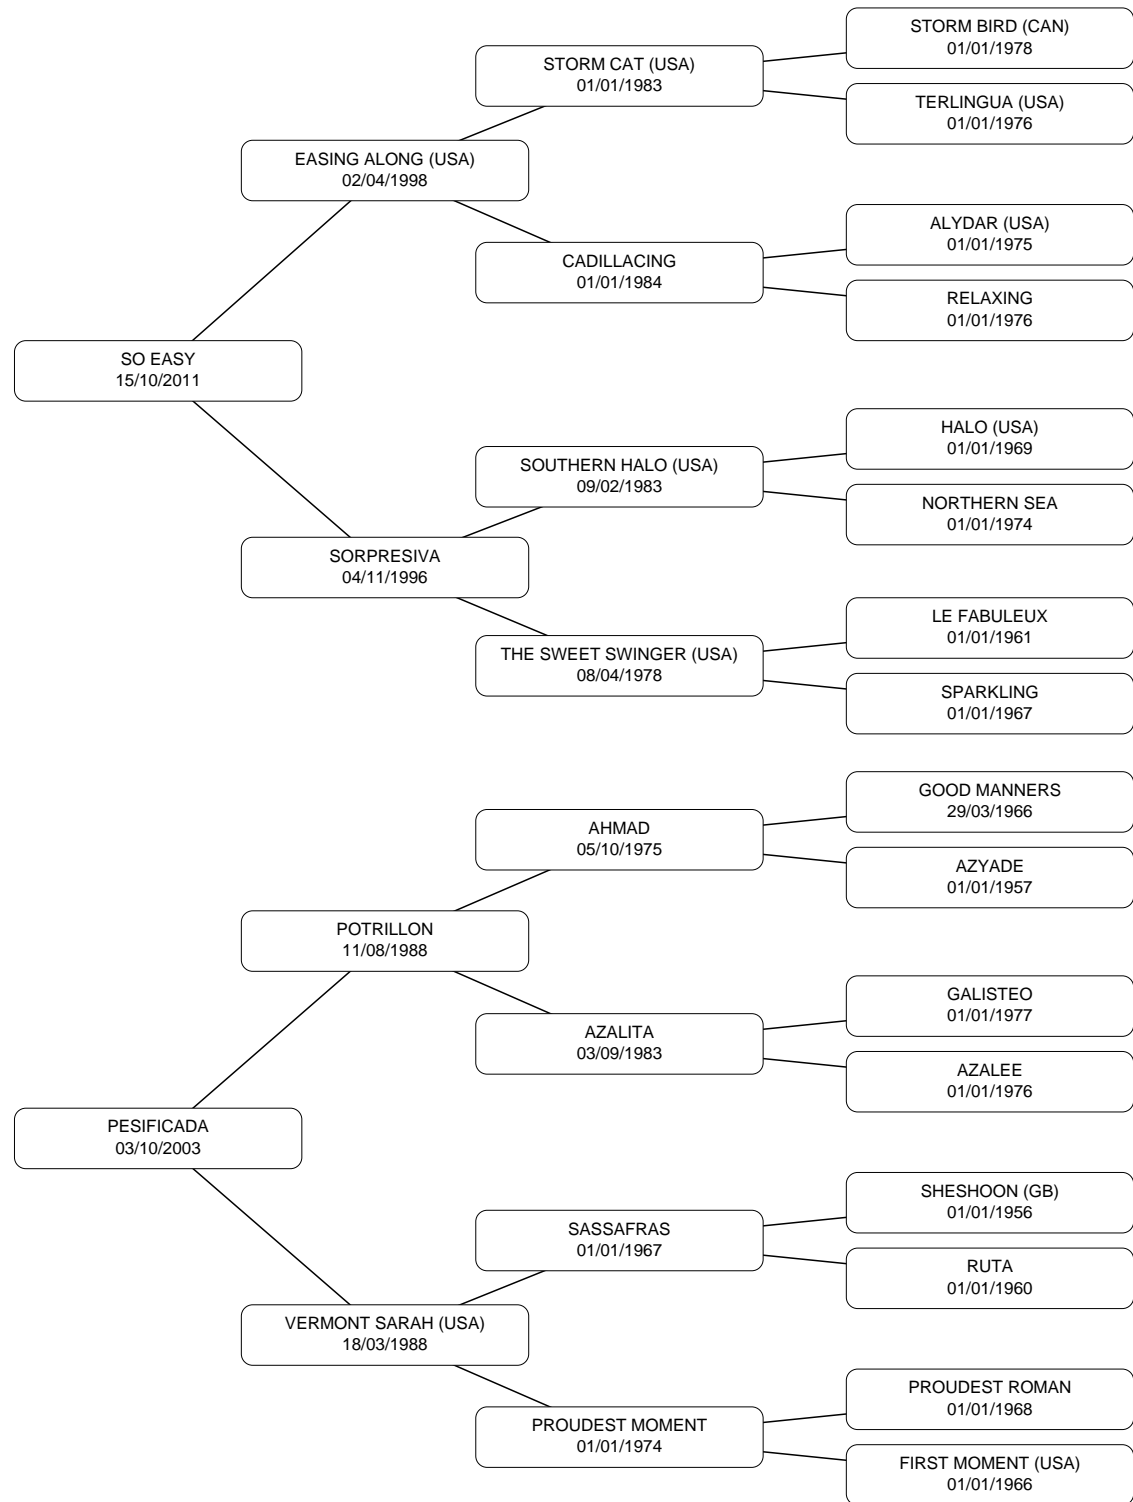 STORM BIRD (CAN)
01/01/1978
STORM CAT (USA)
01/01/1983
TERLINGUA (USA)
01/01/1976
EASING ALONG (USA)
02/04/1998
ALYDAR (USA)
01/01/1975
CADILLACING
01/01/1984
RELAXING
01/01/1976
SO EASY
15/10/2011
HALO (USA)
01/01/1969
SOUTHERN HALO (USA)
09/02/1983
NORTHERN SEA
01/01/1974
SORPRESIVA
04/11/1996
LE FABULEUX
01/01/1961
THE SWEET SWINGER (USA)
08/04/1978
SPARKLING
01/01/1967
GOOD MANNERS
29/03/1966
AHMAD
05/10/1975
AZYADE
01/01/1957
POTRILLON
11/08/1988
GALISTEO
01/01/1977
AZALITA
03/09/1983
AZALEE
01/01/1976
PESIFICADA
03/10/2003
SHESHOON (GB)
01/01/1956
SASSAFRAS
01/01/1967
RUTA
01/01/1960
VERMONT SARAH (USA)
18/03/1988
PROUDEST ROMAN
01/01/1968
PROUDEST MOMENT
01/01/1974
FIRST MOMENT (USA)
01/01/1966